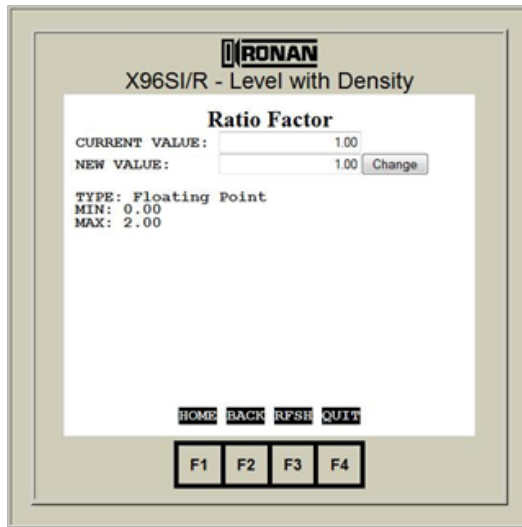 RONAN
X96SI/R - Level with Density
Ratio Factor
CURRENT VALUE: 1.00
NEW VALUE: 1.00 Change
TYPE: Floating Point
MIN: 0.00
MAX: 2.00
HOME BACK RFSH QUIT
F1 F2 F3 F4